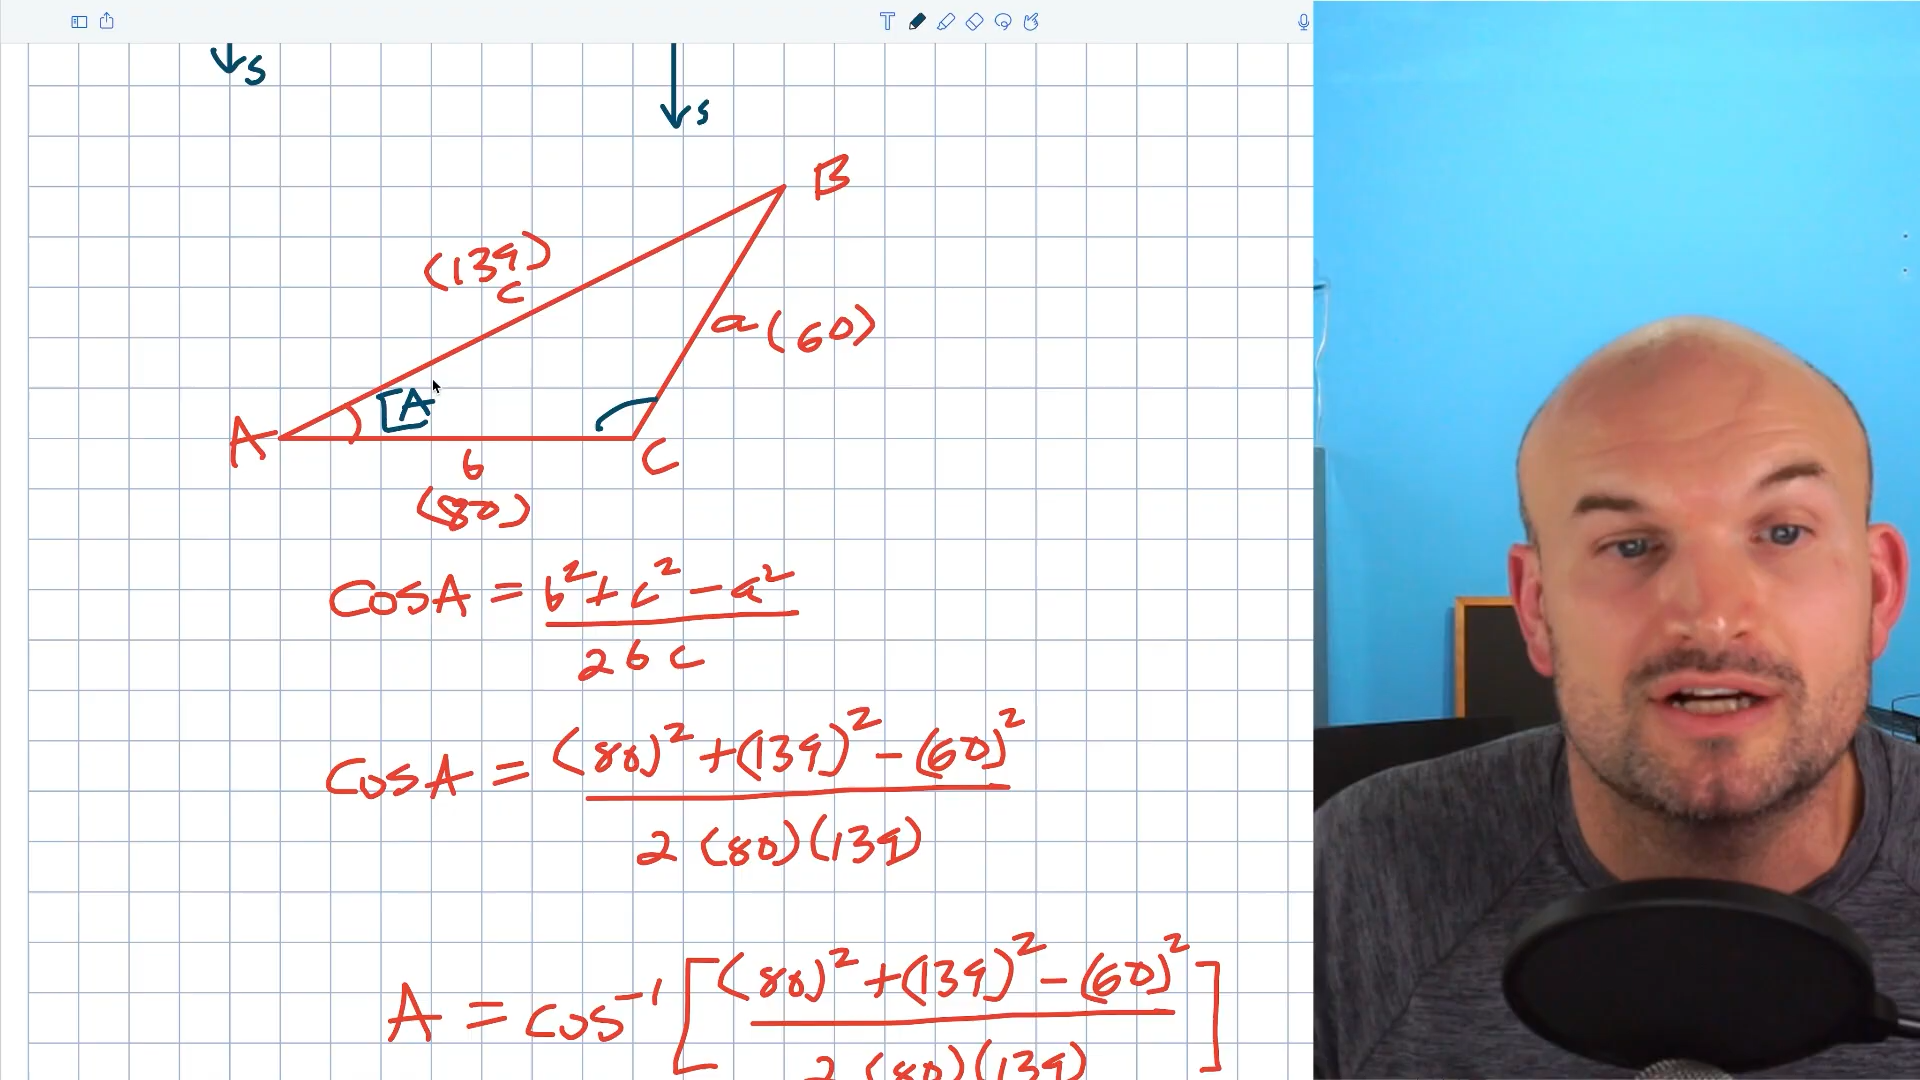 S
S
B
(139)
c
a (60)
A
A
C
b
(80)
cos A = b² + c² - a²
2 b c
cos A = (80)² + (139)² - (60)²
2 (80)(139)
A = cos⁻¹ [ (80)² + (139)² - (60)² ]
2 (80)(139)